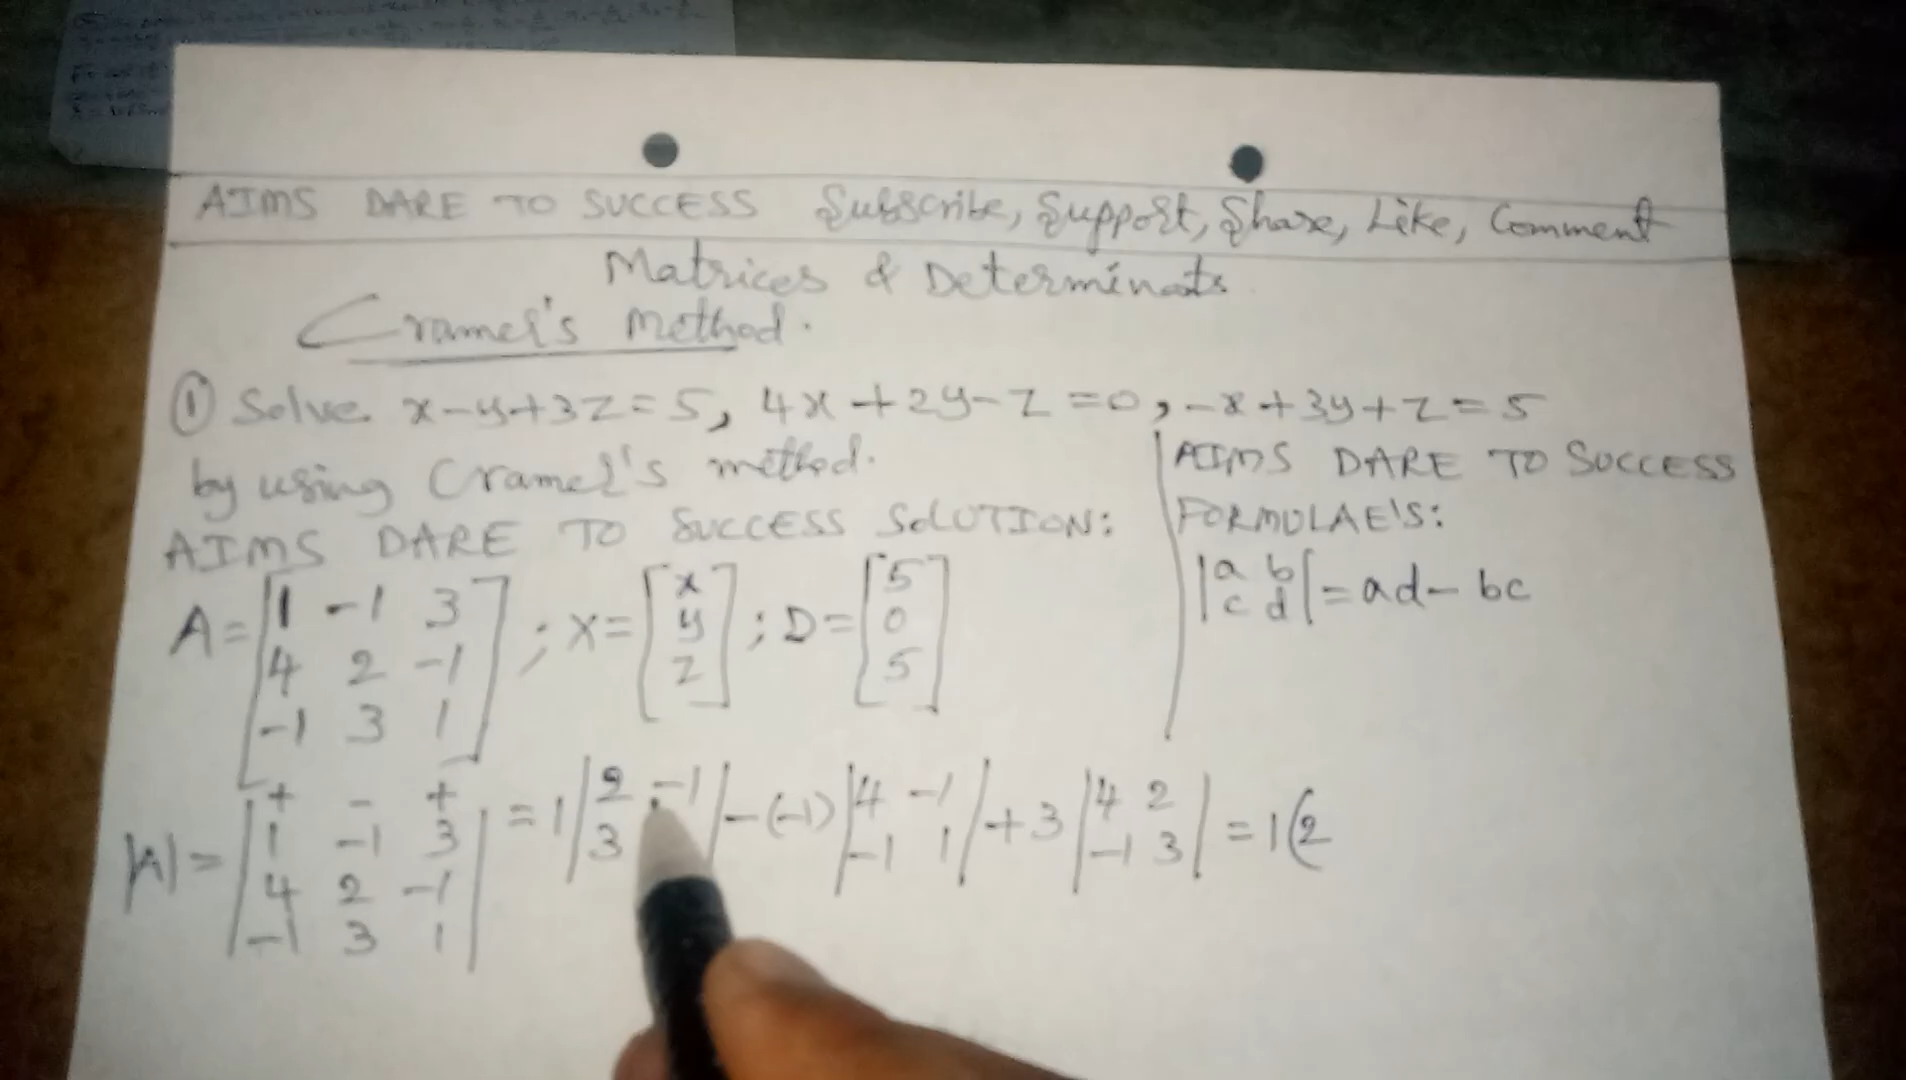 AIMS DARE TO SUCCESS Subscribe, Support, Share, Like, Comment
Matrices & Determinats.
Cramer's Method.
① Solve x-y+3z=5, 4x+2y-z=0, -x+3y+z=5
by using Cramer's method.
AIMS DARE TO SUCCESS
AIMS DARE TO SUCCESS SOLUTION:
FORMULAE'S:
A=[1 -1 3; X=[x; D=[5
4 2 -1 y 0
-1 3 1] z] 5]
|a b|
|c d|=ad-bc
+ - +
|A|=|1 -1 3|=1|2 -1|-(-1)|4 -1|+3|4 2|=1(2
4 2 -1 3 -1 1 -1 3
-1 3 1